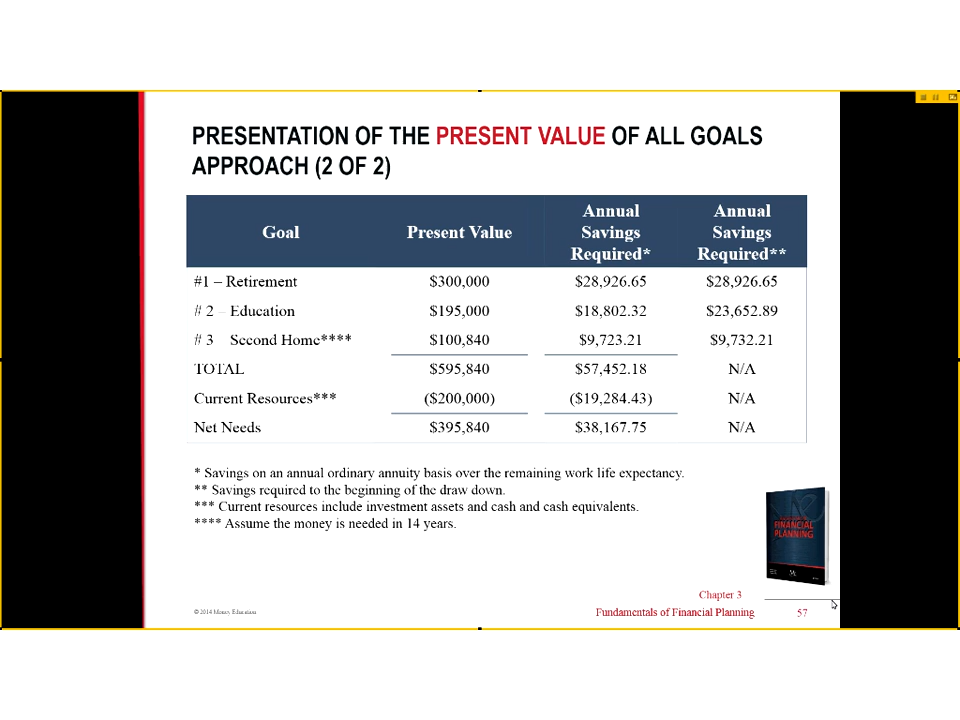 PRESENTATION OF THE PRESENT VALUE OF ALL GOALS
APPROACH (2 OF 2)
Goal Present Value Annual Savings Required* Annual Savings Required**
#1 – Retirement $300,000 $28,926.65 $28,926.65
# 2 – Education $195,000 $18,802.32 $23,652.89
# 3 Second Home**** $100,840 $9,723.21 $9,732.21
TOTAL $595,840 $57,452.18 N/A
Current Resources*** ($200,000) ($19,284.43) N/A
Net Needs $395,840 $38,167.75 N/A
* Savings on an annual ordinary annuity basis over the remaining work life expectancy.
** Savings required to the beginning of the draw down.
*** Current resources include investment assets and cash and cash equivalents.
**** Assume the money is needed in 14 years.
FINANCIAL
PLANNING
Chapter 3
© 2014 Money Education
Fundamentals of Financial Planning 57